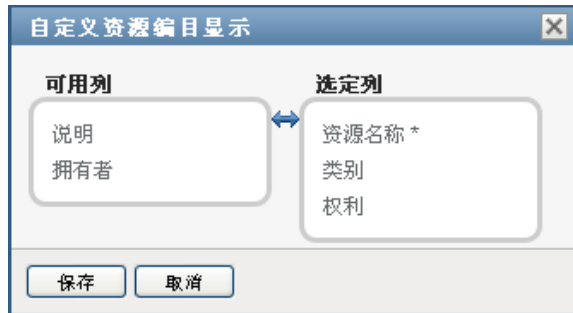 自定义资源编目显示
可用列
说明
拥有者
选定列
资源名称 *
类别
权利
保存
取消